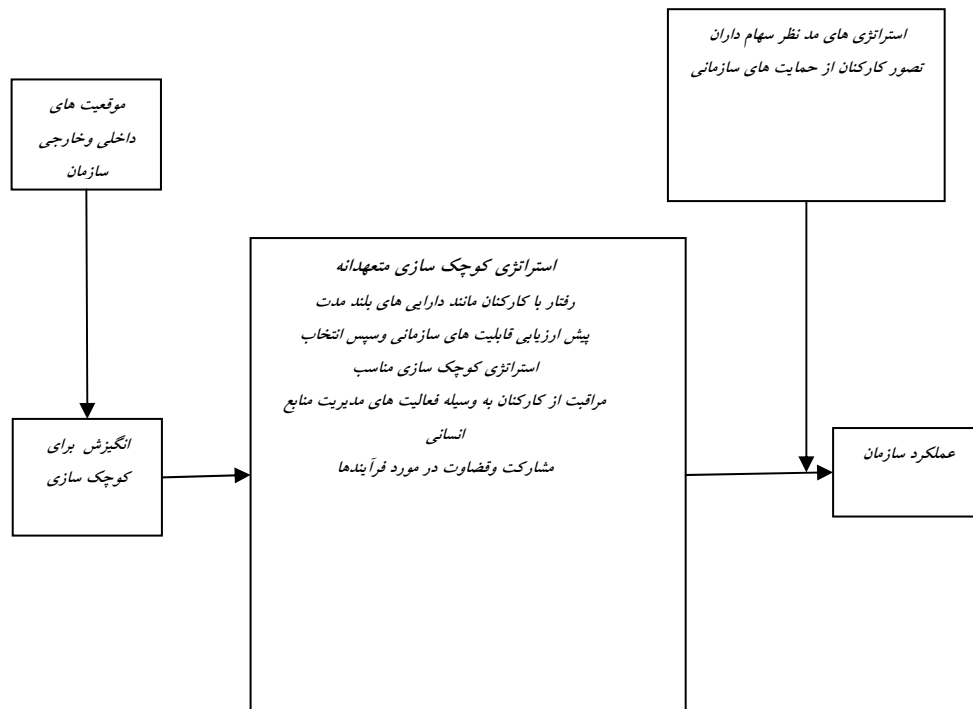 استراتژی های مد نظر سهام داران
تصور کارکنان از حمایت های سازمانی
موقعیت های
داخلی وخارجی
سازمان
استراتژی کوچک سازی متعهدانه
رفتار با کارکنان مانند دارایی های بلند مدت
پیش ارزیابی قابلیت های سازمانی وسپس انتخاب
استراتژی کوچک سازی مناسب
مراقبت از کارکنان به وسیله فعالیت های مدیریت منابع
انسانی
مشارکت وقضاوت در مورد فرآیندها
انگیزش برای
کوچک سازی
عملکرد سازمان